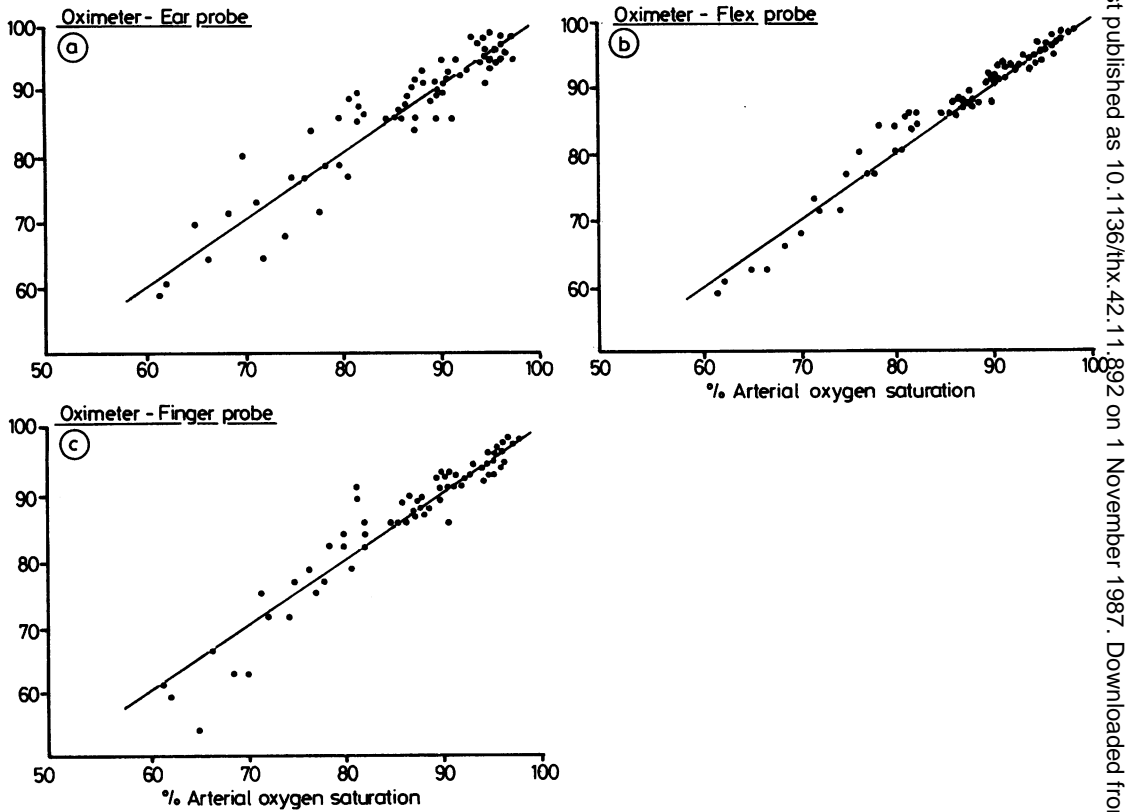 Oximeter - Ear probe
a
100
90
80
70
60
50 60 70 80 90 100
Oximeter - Flex probe
b
100
90
80
70
60
50 60 70 80 90 100
% Arterial oxygen saturation
Oximeter - Finger probe
c
100
90
80
70
60
50 60 70 80 90 100
% Arterial oxygen saturation
st published as 10.1136/thx.42.11.892 on 1 November 1987. Downloaded from